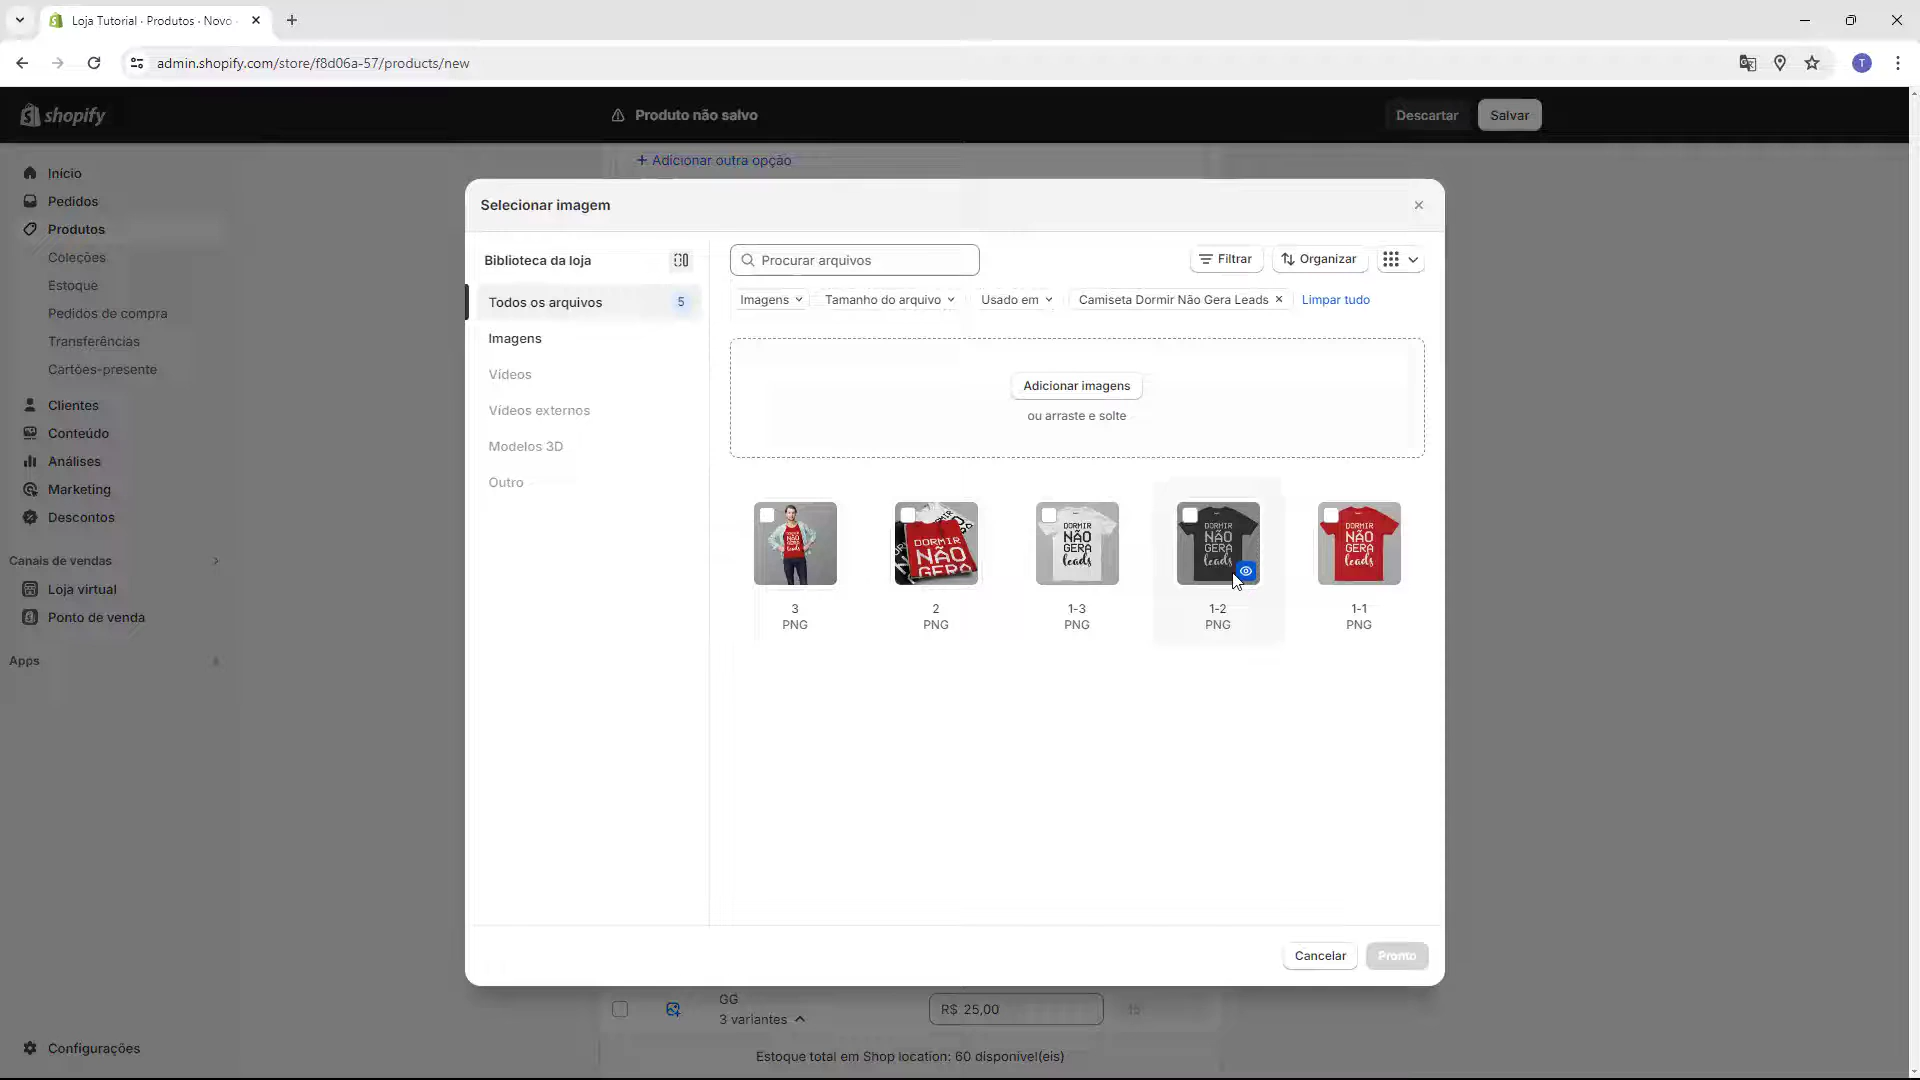 Loja Tutorial · Produtos · Novo
admin.shopify.com/store/f8d06a-57/products/new
T
shopify
Produto não salvo
Descartar
Salvar
Início
Pedidos
Produtos
Coleções
Estoque
Pedidos de compra
Transferências
Cartões-presente
Clientes
Conteúdo
Análises
Marketing
Descontos
Canais de vendas
Loja virtual
Ponto de venda
Apps
Configurações
+ Adicionar outra opção
Selecionar imagem
Biblioteca da loja
Todos os arquivos 5
Imagens
Vídeos
Vídeos externos
Modelos 3D
Outro
Procurar arquivos
Filtrar
Organizar
Imagens
Tamanho do arquivo
Usado em
Camiseta Dormir Não Gera Leads
Limpar tudo
Adicionar imagens
ou arraste e solte
DORMIR
NÃO
GERA
leads
DORMIR
NÃO
GERA
DORMIR
NÃO
GERA
leads
DORMIR
NÃO
GERA
leads
DORMIR
NÃO
GERA
leads
3
PNG
2
PNG
1-3
PNG
1-2
PNG
1-1
PNG
Cancelar
Pronto
GG
3 variantes
R$ 25,00
15
Estoque total em Shop location: 60 disponível(eis)